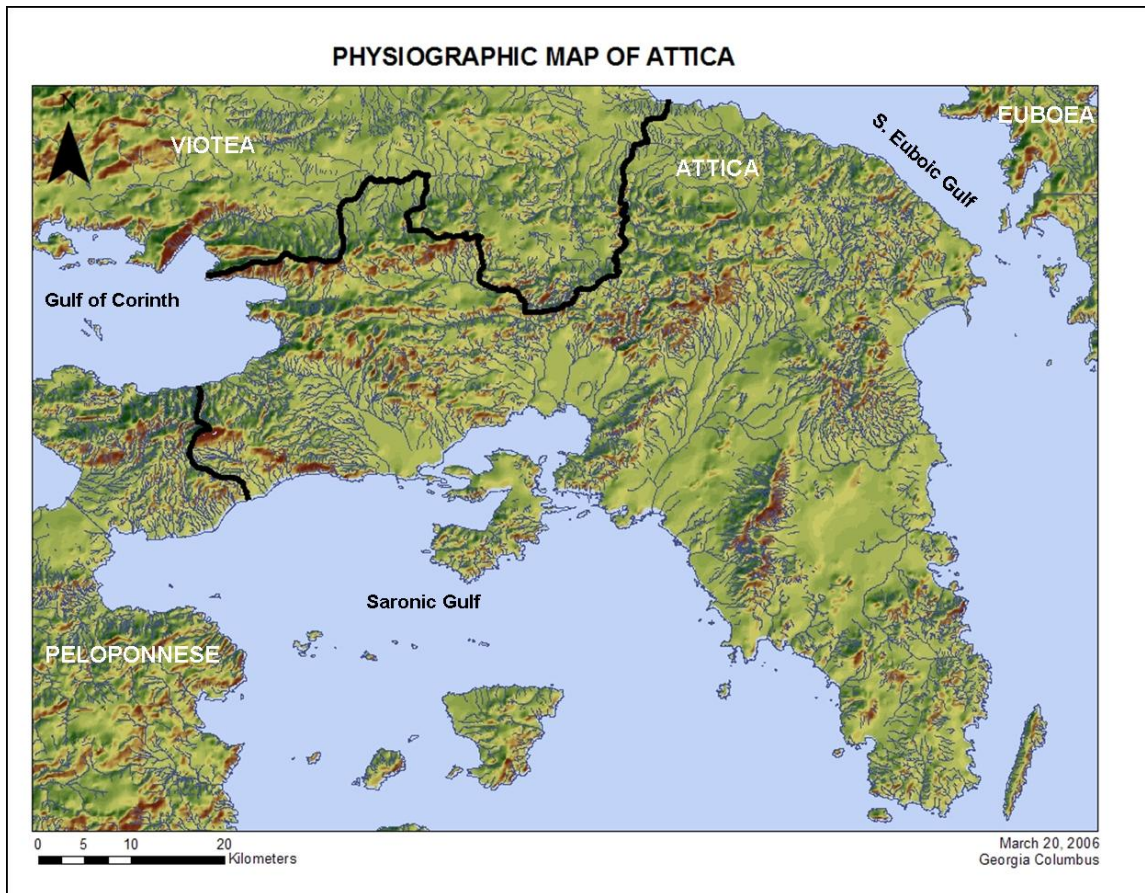 PHYSIOGRAPHIC MAP OF ATTICA
N
EUBOEA
VIOTEA
S. Euboic Gulf
ATTICA
Gulf of Corinth
Saronic Gulf
PELOPONNESE
0 5 10 20
Kilometers
March 20, 2006
Georgia Columbus